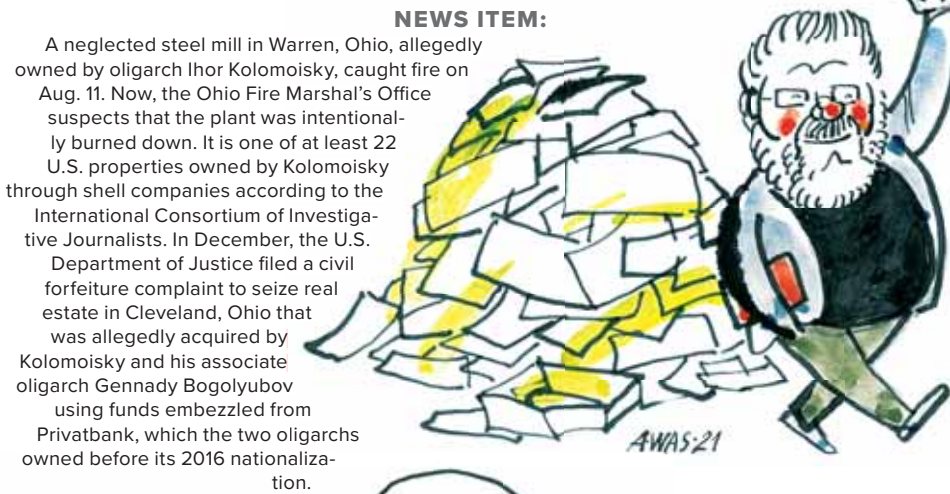 NEWS ITEM:
A neglected steel mill in Warren, Ohio, allegedly
owned by oligarch Ihor Kolomoisky, caught fire on
Aug. 11. Now, the Ohio Fire Marshal’s Office
suspects that the plant was intentional-
ly burned down. It is one of at least 22
U.S. properties owned by Kolomoisky
through shell companies according to the
International Consortium of Investiga-
tive Journalists. In December, the U.S.
Department of Justice filed a civil
forfeiture complaint to seize real
estate in Cleveland, Ohio that
was allegedly acquired by
Kolomoisky and his associate
oligarch Gennady Bogolyubov
using funds embezzled from
Privatbank, which the two oligarchs
owned before its 2016 nationaliza-
tion.
AWAS·21